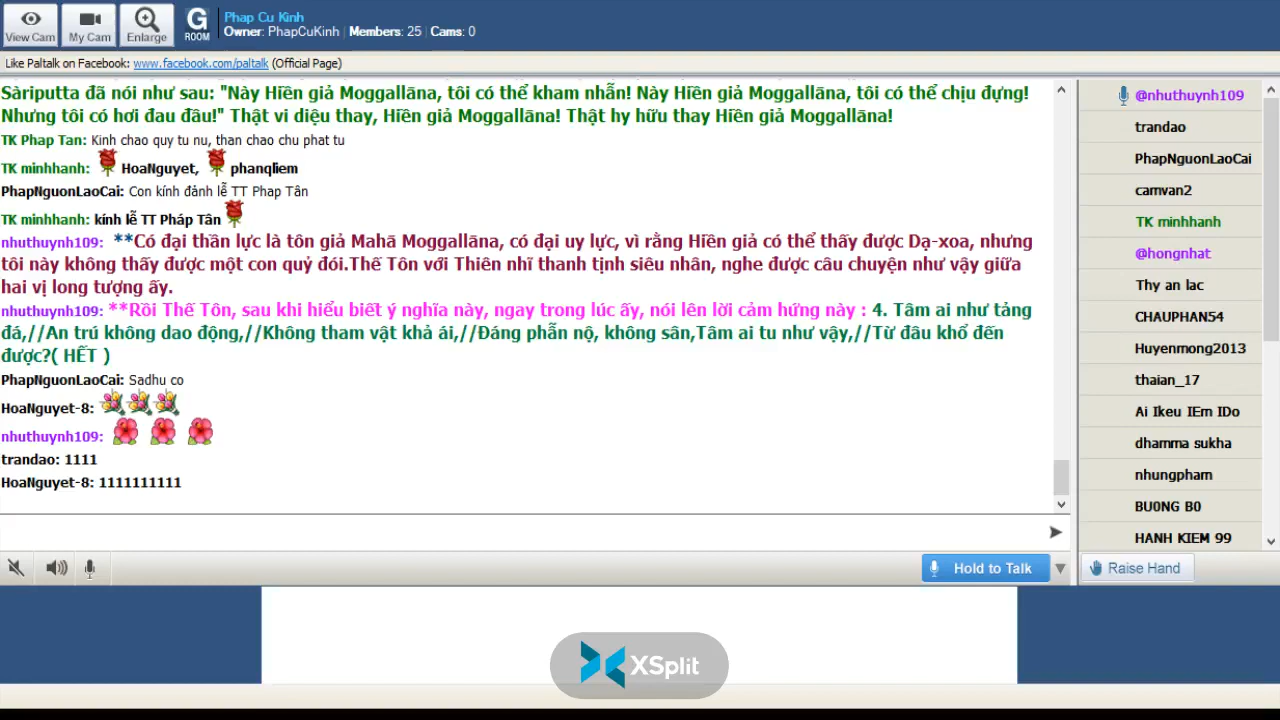 View Cam
My Cam
Enlarge
G
ROOM
Phap Cu Kinh
Owner: PhapCuKinh | Members: 25 | Cams: 0
Like Paltalk on Facebook: www.facebook.com/paltalk (Official Page)
Sàriputta đã nói như sau: "Này Hiền giả Moggallāna, tôi có thể kham nhẫn! Này Hiền giả Moggallāna, tôi có thể chịu đựng!
Nhưng tôi có hơi đau đầu!" Thật vi diệu thay, Hiền giả Moggallāna! Thật hy hữu thay Hiền giả Moggallāna!
TK Phap Tan: Kinh chao quy tu nu, than chao chu phat tu
TK minhhanh: HoaNguyet, phanqliem
PhapNguonLaoCai: Con kính đảnh lễ TT Phap Tân
TK minhhanh: kính lễ TT Pháp Tân
nhuthuynh109: **Có đại thần lực là tôn giả Mahā Moggallāna, có đại uy lực, vì rằng Hiền giả có thể thấy được Dạ-xoa, nhưng
tôi này không thấy được một con quỷ đói.Thế Tôn với Thiên nhĩ thanh tịnh siêu nhân, nghe được câu chuyện như vậy giữa
hai vị long tượng ấy.
nhuthuynh109: **Rồi Thế Tôn, sau khi hiểu biết ý nghĩa này, ngay trong lúc ấy, nói lên lời cảm hứng này : 4. Tâm ai như tảng
đá,//An trú không dao động,//Không tham vật khả ái,//Đáng phẫn nộ, không sân,Tâm ai tu như vậy,//Từ đâu khổ đến
được?( HẾT )
PhapNguonLaoCai: Sadhu co
HoaNguyet-8:
nhuthuynh109:
trandao: 1111
HoaNguyet-8: 1111111111
@nhuthuynh109
trandao
PhapNguonLaoCai
camvan2
TK minhhanh
@hongnhat
Thy an lac
CHAUPHAN54
Huyenmong2013
thaian_17
Ai Ikeu IEm IDo
dhamma sukha
nhungpham
BU0NG B0
HANH KIEM 99
Hold to Talk
Raise Hand
XSplit